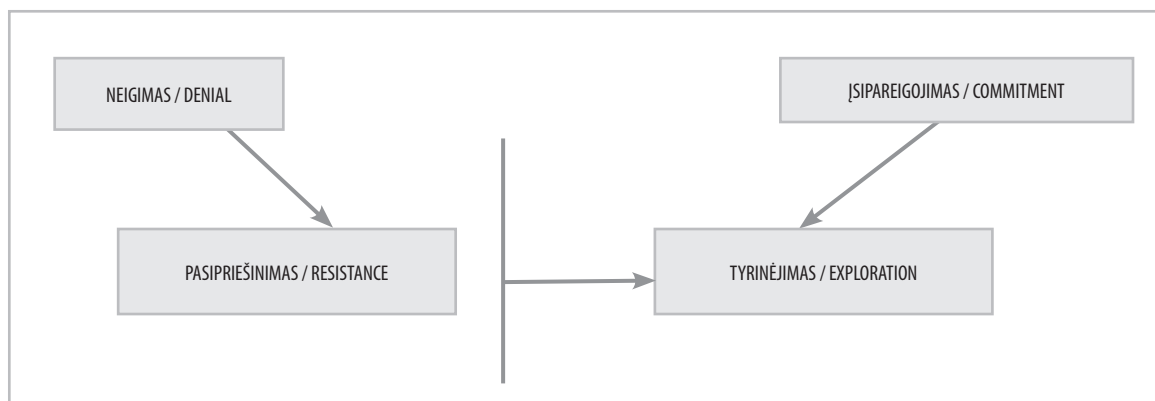 NEIGIMAS / DENIAL
ĮSIPAREIGOJIMAS / COMMITMENT
PASIPRIEŠINIMAS / RESISTANCE
TYRINĖJIMAS / EXPLORATION